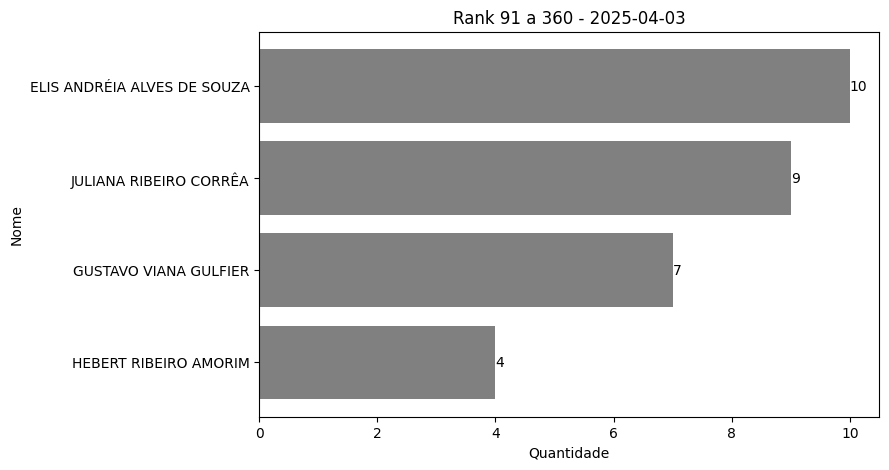 Rank 91 a 360 - 2025-04-03
Nome
ELIS ANDRÉIA ALVES DE SOUZA
10
JULIANA RIBEIRO CORRÊA
9
GUSTAVO VIANA GULFIER
7
HEBERT RIBEIRO AMORIM
4
0 2 4 6 8 10
Quantidade